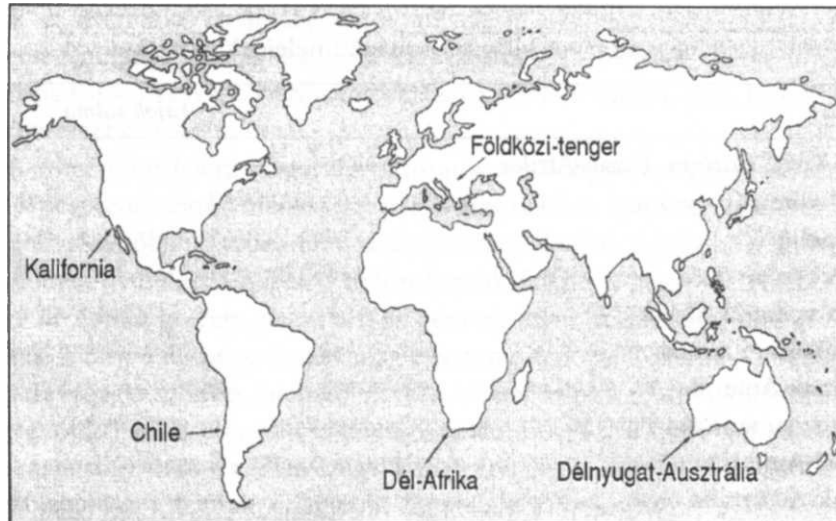 Földközi-tenger
Kalifornia
Chile
Dél-Afrika
Délnyugat-Ausztrália